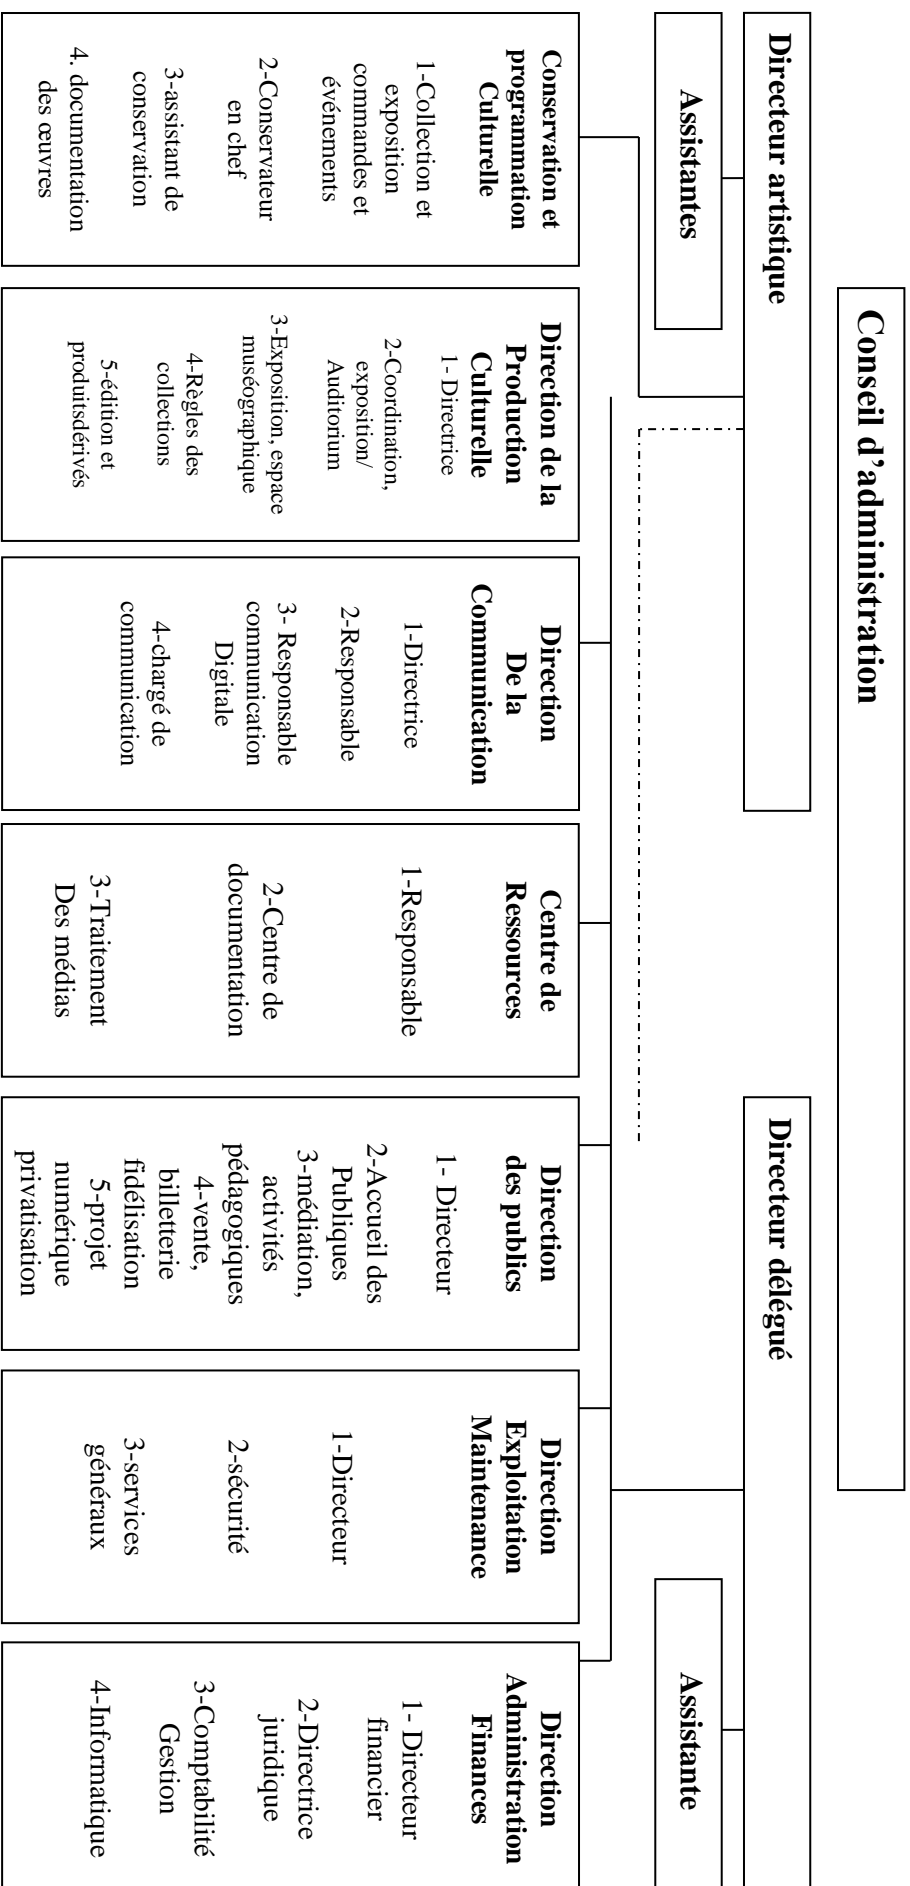 Conseil d’administration
Directeur artistique
Directeur délégué
Assistantes
Assistante
Conservation et
programmation
Culturelle
1-Collection et
exposition
commandes et
événements
2-Conservateur
en chef
3-assistant de
conservation
4. documentation
des œuvres
Direction de la
Production
Culturelle
1- Directrice
2-Coordination,
exposition/
Auditorium
3-Exposition, espace
muséographique
4-Règles des
collections
5-édition et
produitsdérivés
Direction
De la
Communication
1-Directrice
2-Responsable
3- Responsable
communication
Digitale
4-chargé de
communication
Centre de
Ressources
1-Responsable
2-Centre de
documentation
3-Traitement
Des médias
Direction
des publics
1- Directeur
2-Accueil des
Publiques
3-médiation,
activités
pédagogiques
4-vente,
billetterie
fidélisation
5-projet
numérique
privatisation
Direction
Exploitation
Maintenance
1-Directeur
2-sécurité
3-services
généraux
Direction
Administration
Finances
1- Directeur
financier
2-Directrice
juridique
3-Comptabilité
Gestion
4-Informatique